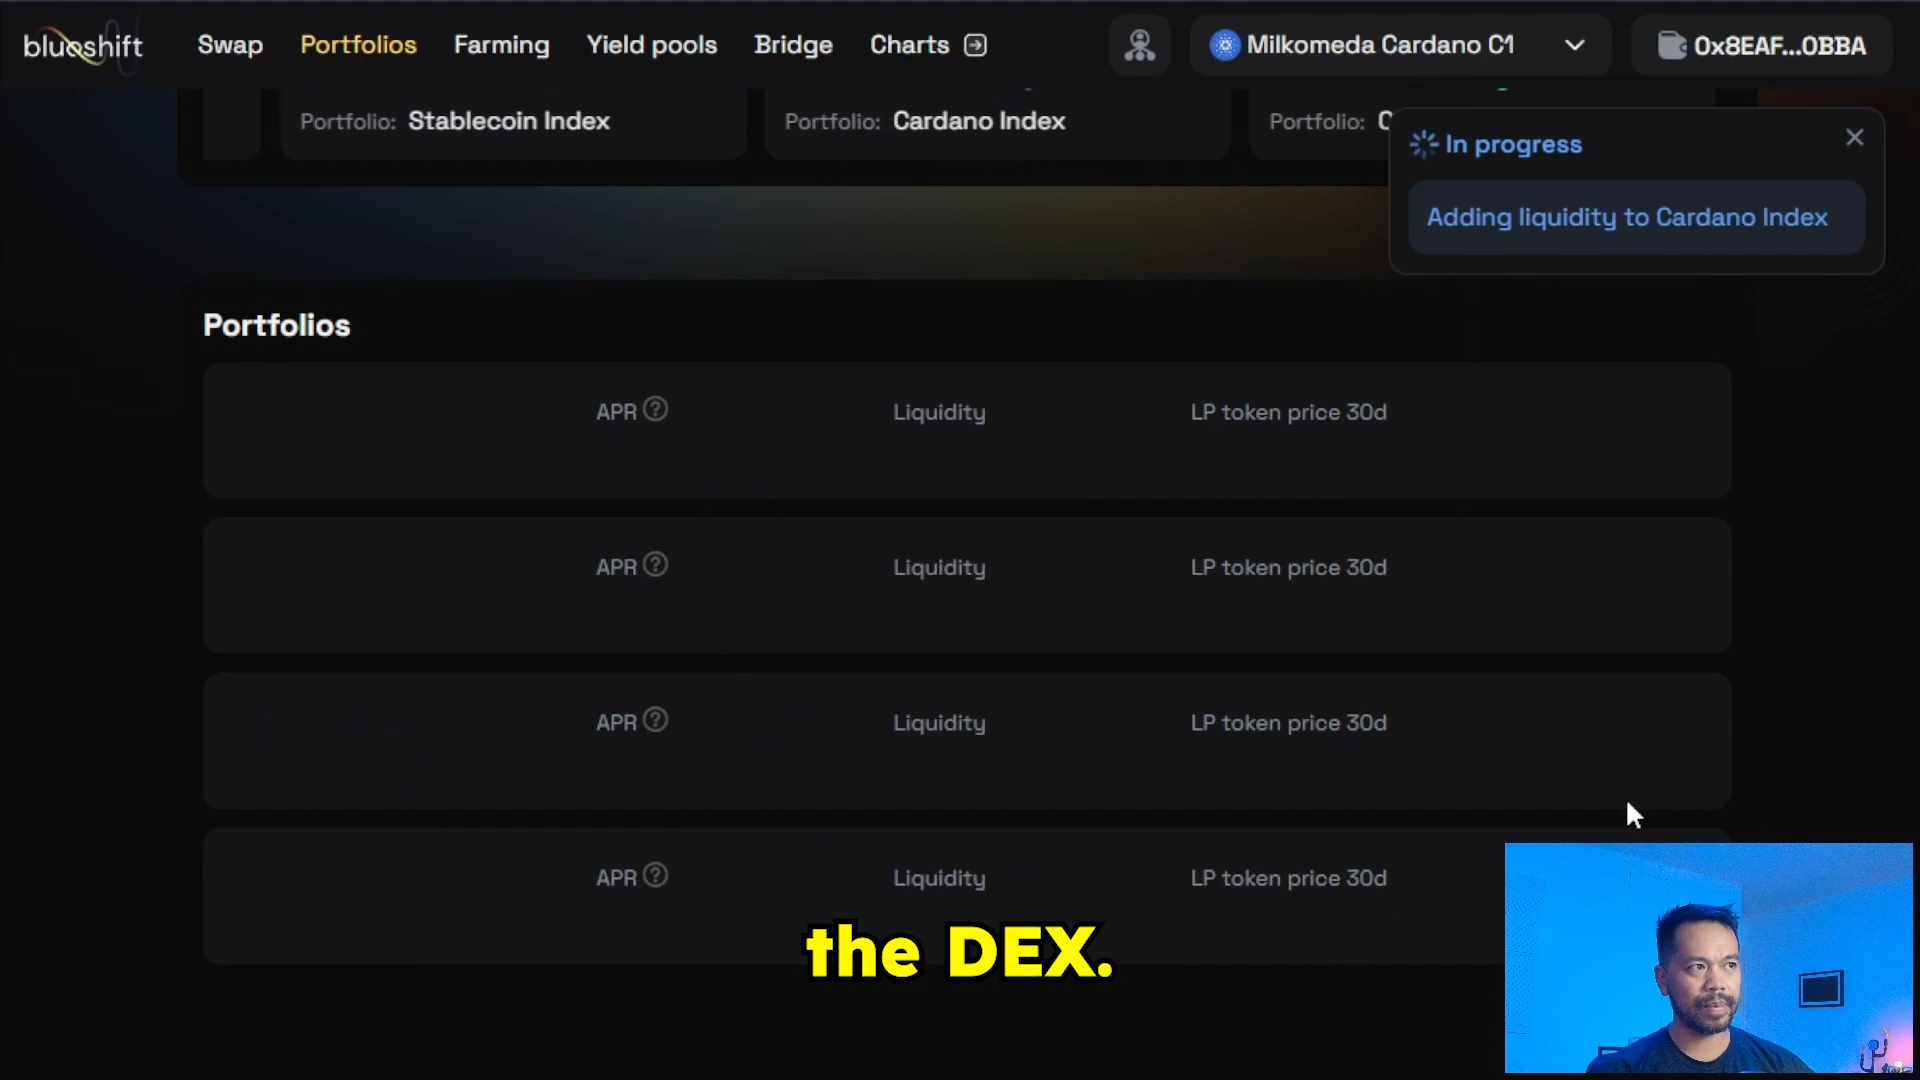 blueshift
Swap
Portfolios
Farming
Yield pools
Bridge
Charts
Milkomeda Cardano C1
0x8EAF...0BBA
Portfolio: Stablecoin Index
Portfolio: Cardano Index
Portfolio: C
In progress
Adding liquidity to Cardano Index
Portfolios
APR ? Liquidity LP token price 30d
APR ? Liquidity LP token price 30d
APR ? Liquidity LP token price 30d
APR ? Liquidity LP token price 30d
the DEX.